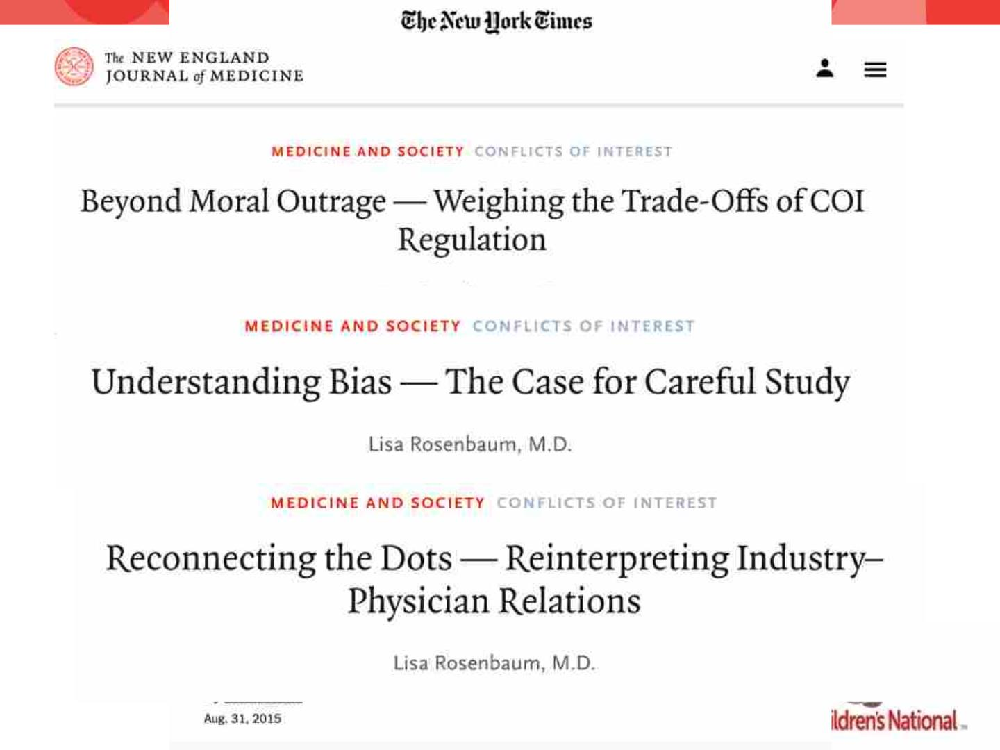 The New York Times
The NEW ENGLAND
JOURNAL of MEDICINE
MEDICINE AND SOCIETY CONFLICTS OF INTEREST
Beyond Moral Outrage — Weighing the Trade-Offs of COI
Regulation
MEDICINE AND SOCIETY CONFLICTS OF INTEREST
Understanding Bias — The Case for Careful Study
Lisa Rosenbaum, M.D.
MEDICINE AND SOCIETY CONFLICTS OF INTEREST
Reconnecting the Dots — Reinterpreting Industry–
Physician Relations
Lisa Rosenbaum, M.D.
Aug. 31, 2015
ildren's National